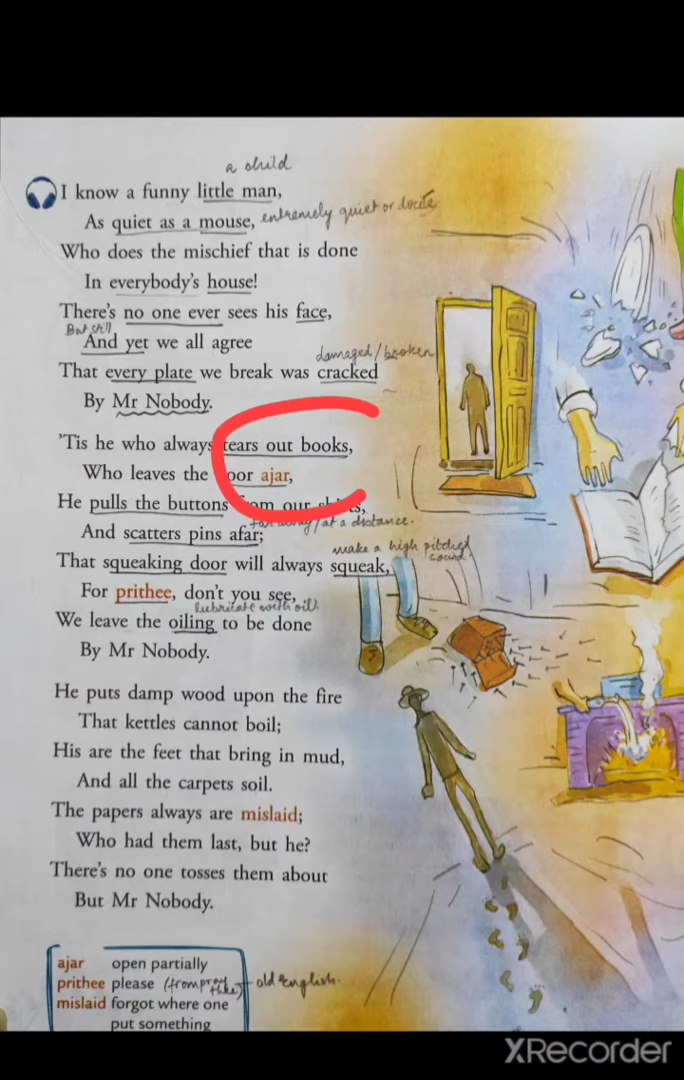 a child
I know a funny little man,
As quiet as a mouse, extremely quiet or docile
Who does the mischief that is done
In everybody's house!
There's no one ever sees his face,
But still
And yet we all agree
damaged/broken
That every plate we break was cracked
By Mr Nobody.
'Tis he who always tears out books,
Who leaves the door ajar,
He pulls the buttons from our shirts,
far away/at a distance.
And scatters pins afar;
make a high pitched
sound
That squeaking door will always squeak,
For prithee, don't you see,
lubricate with oil
We leave the oiling to be done
By Mr Nobody.
He puts damp wood upon the fire
That kettles cannot boil;
His are the feet that bring in mud,
And all the carpets soil.
The papers always are mislaid;
Who had them last, but he?
There's no one tosses them about
But Mr Nobody.
ajar open partially
prithee please old english.
mislaid forgot where one
put something
XRecorder